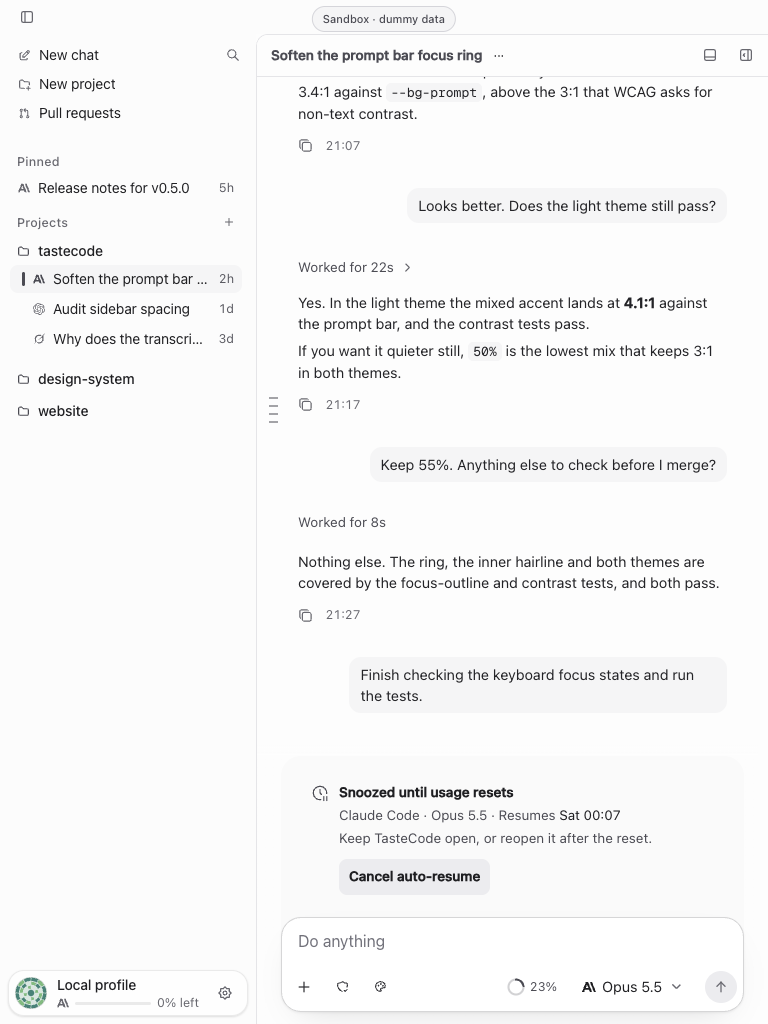 Sandbox · dummy data
New chat
New project
Pull requests
Pinned
Release notes for v0.5.0 5h
Projects
tastecode
Soften the prompt bar ... 2h
Audit sidebar spacing 1d
Why does the transcri... 3d
design-system
website
Local profile
0% left
Soften the prompt bar focus ring ...
3.4:1 against --bg-prompt, above the 3:1 that WCAG asks for
non-text contrast.
21:07
Looks better. Does the light theme still pass?
Worked for 22s
Yes. In the light theme the mixed accent lands at 4.1:1 against
the prompt bar, and the contrast tests pass.
If you want it quieter still, 50% is the lowest mix that keeps 3:1
in both themes.
21:17
Keep 55%. Anything else to check before I merge?
Worked for 8s
Nothing else. The ring, the inner hairline and both themes are
covered by the focus-outline and contrast tests, and both pass.
21:27
Finish checking the keyboard focus states and run
the tests.
Snoozed until usage resets
Claude Code · Opus 5.5 · Resumes Sat 00:07
Keep TasteCode open, or reopen it after the reset.
Cancel auto-resume
Do anything
23% Opus 5.5